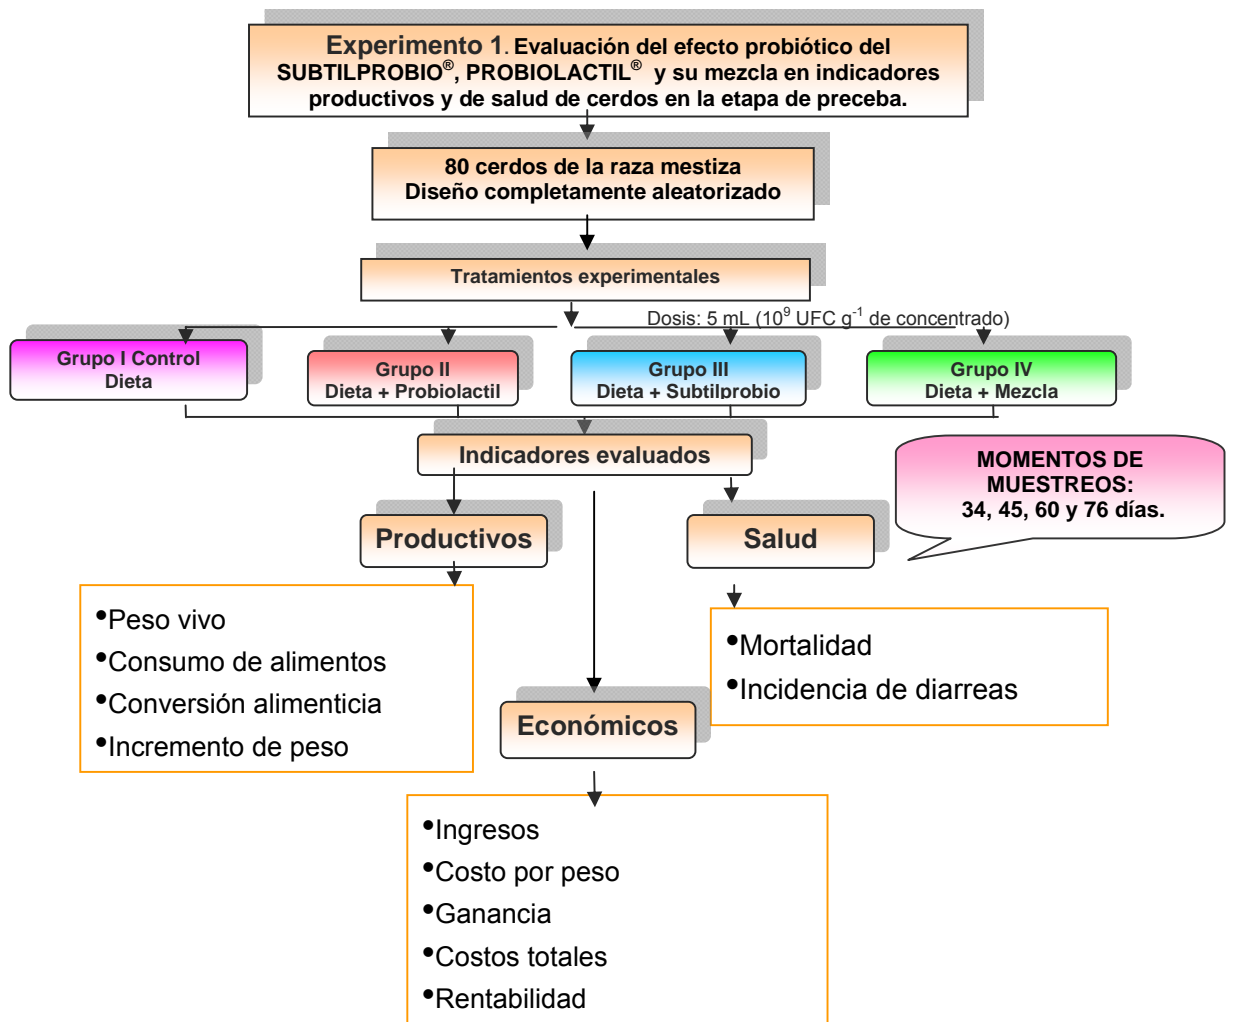 Experimento 1. Evaluación del efecto probiótico del
SUBTILPROBIO®, PROBIOLACTIL® y su mezcla en indicadores
productivos y de salud de cerdos en la etapa de preceba.
80 cerdos de la raza mestiza
Diseño completamente aleatorizado
Tratamientos experimentales
Dosis: 5 mL (10⁹ UFC g⁻¹ de concentrado)
Grupo I Control
Dieta
Grupo II
Dieta + Probiolactil
Grupo III
Dieta + Subtilprobio
Grupo IV
Dieta + Mezcla
Indicadores evaluados
MOMENTOS DE
MUESTREOS:
34, 45, 60 y 76 días.
Productivos
Salud
•Peso vivo
•Consumo de alimentos
•Conversión alimenticia
•Incremento de peso
•Mortalidad
•Incidencia de diarreas
Económicos
•Ingresos
•Costo por peso
•Ganancia
•Costos totales
•Rentabilidad